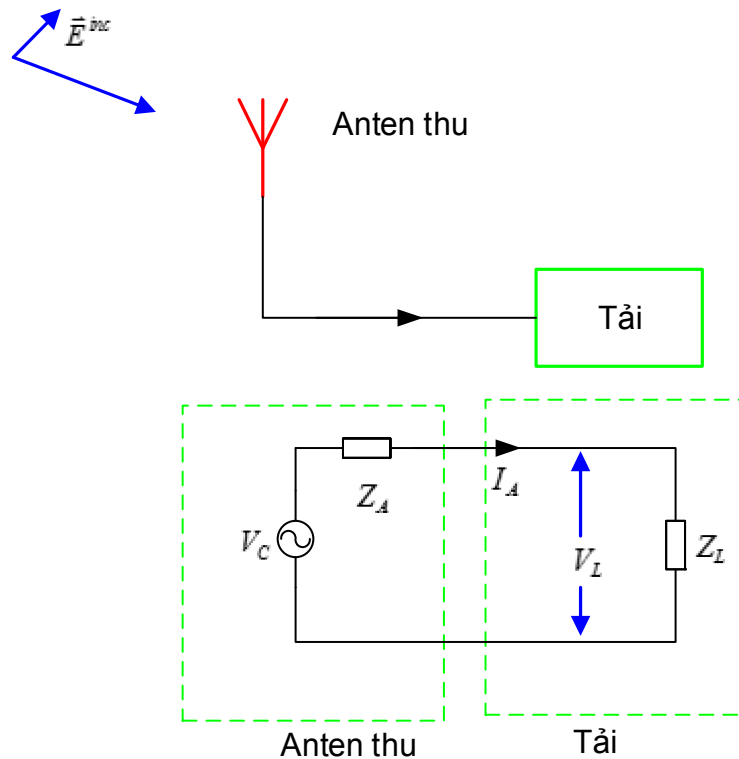 E^inc
Anten thu
Tải
Z_A
I_A
V_C
V_L
Z_L
Anten thu
Tải